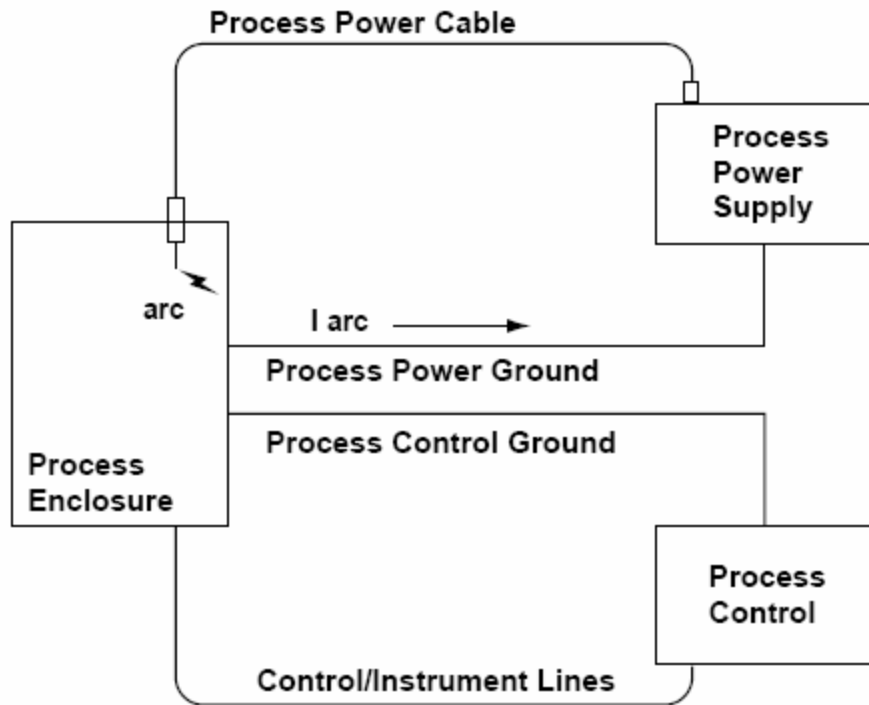 Process Power Cable
Process
Power
Supply
arc
I arc
Process Power Ground
Process Control Ground
Process
Enclosure
Process
Control
Control/Instrument Lines